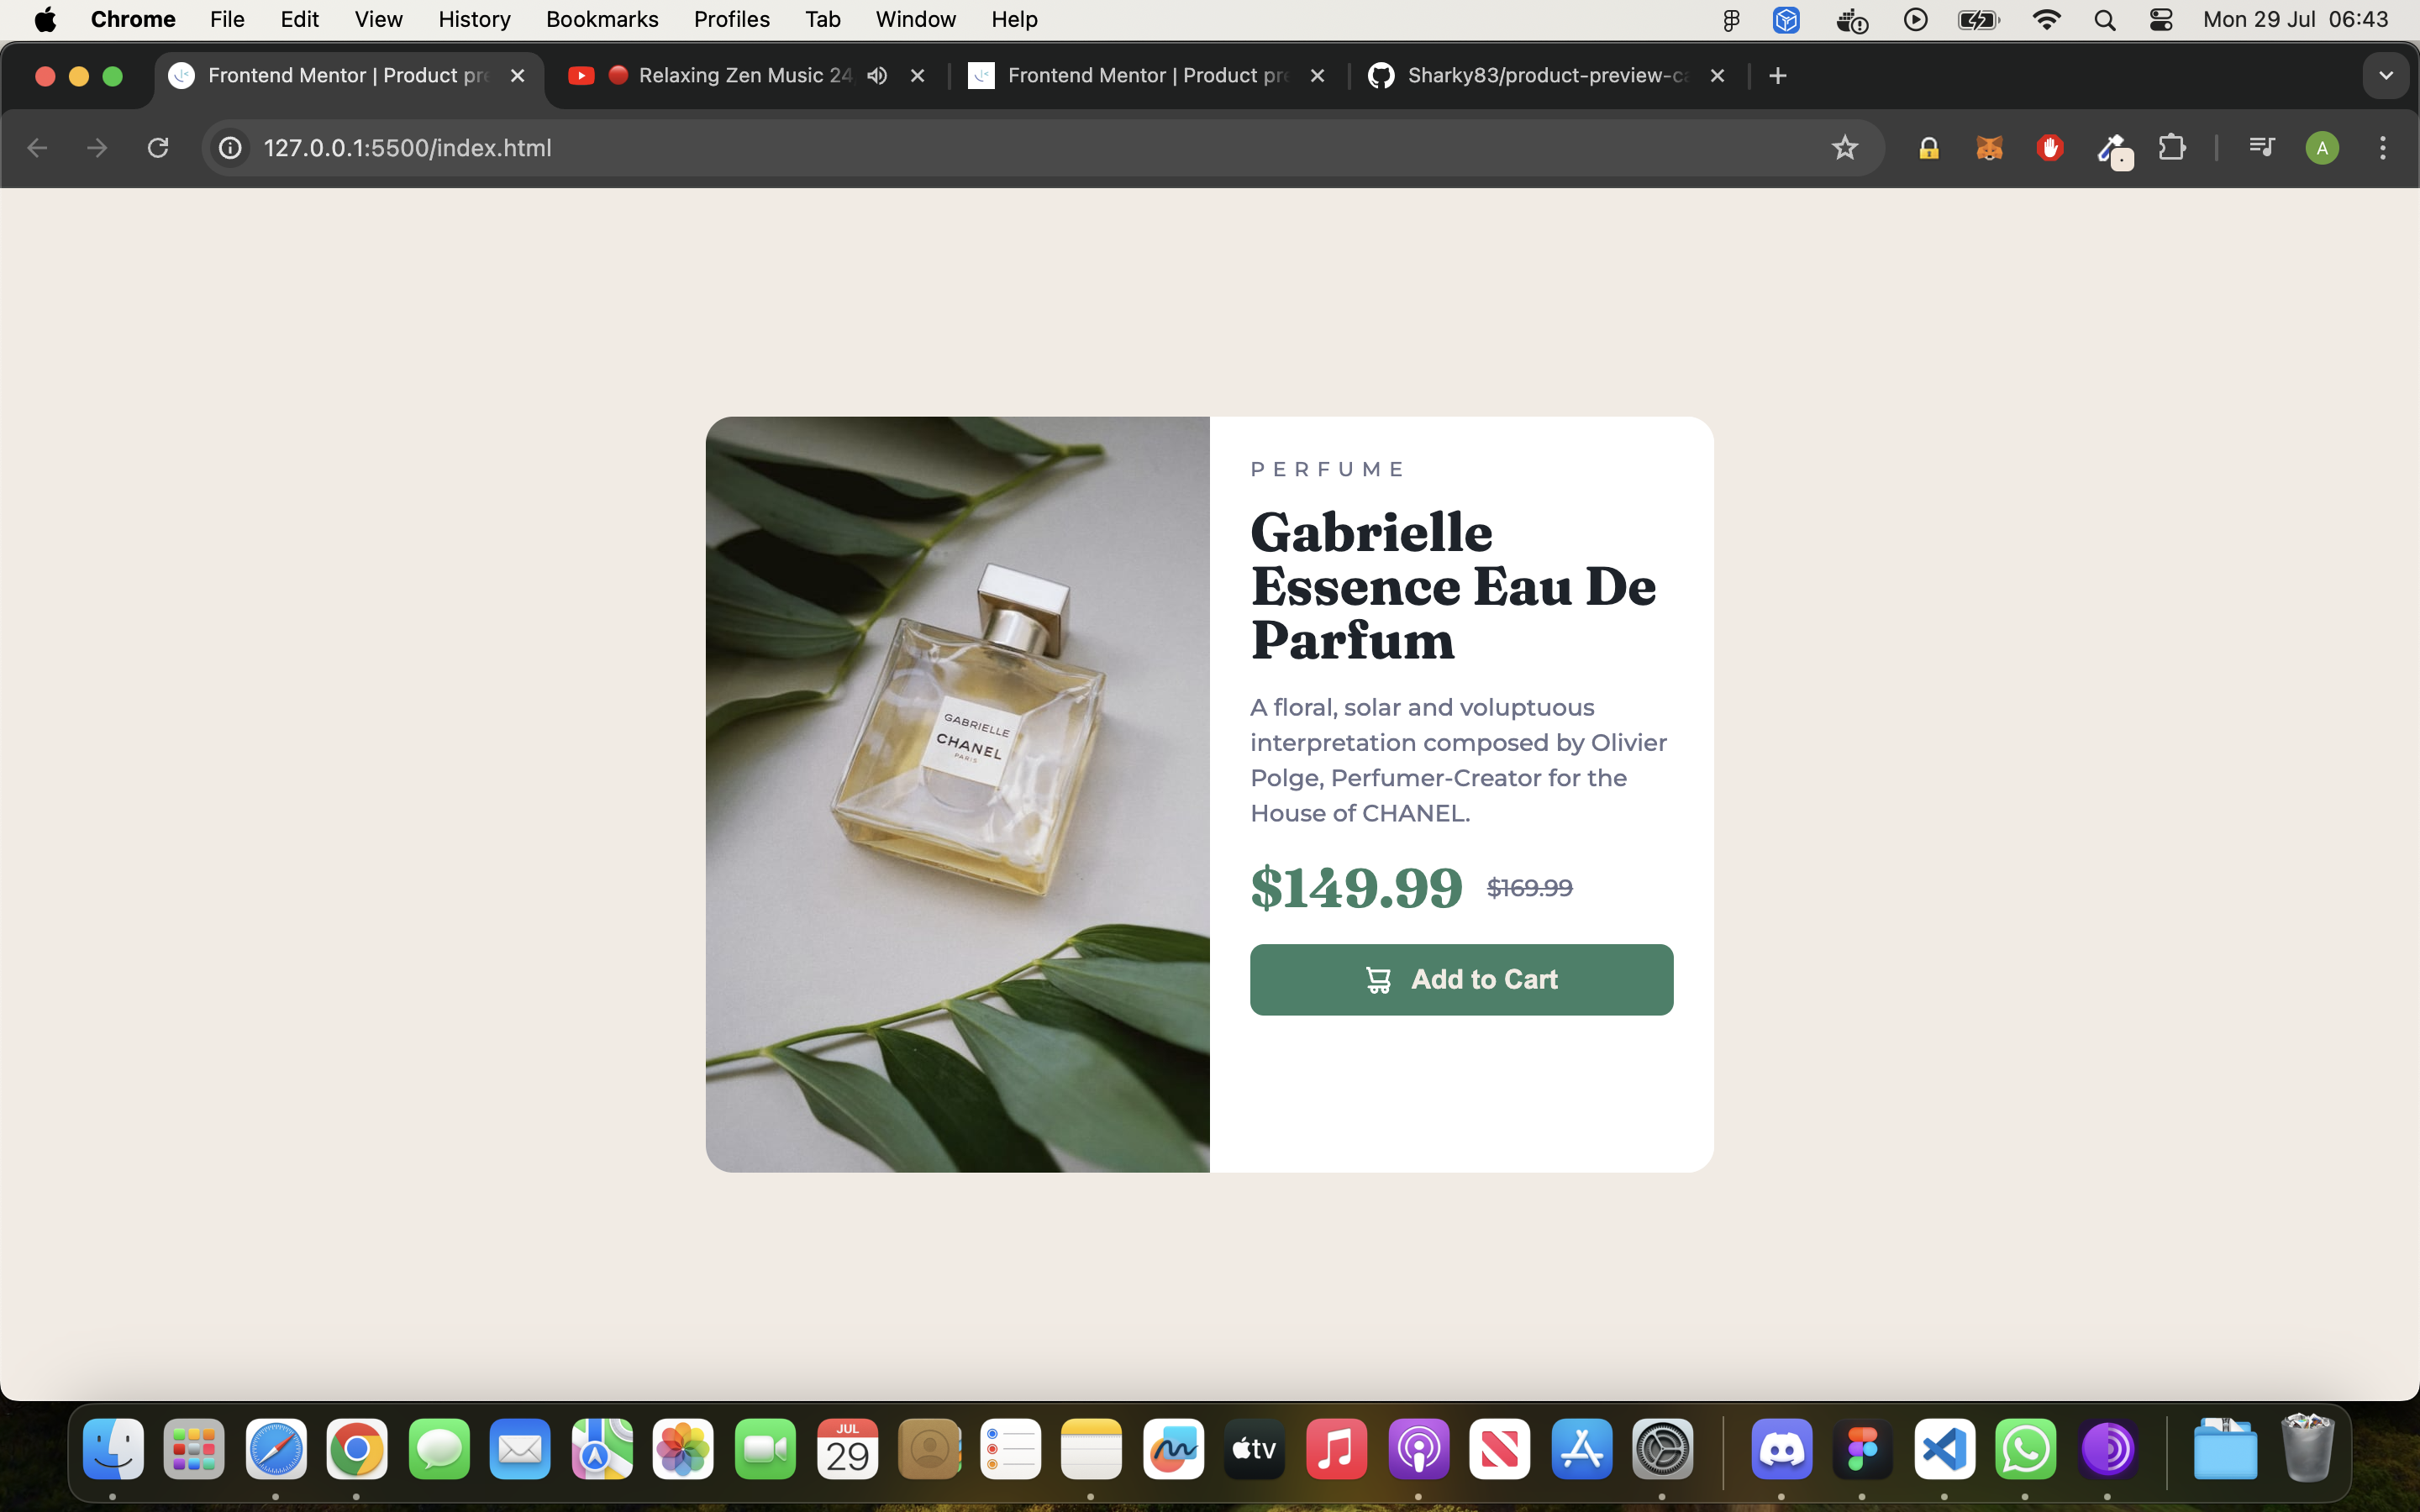 Chrome File Edit View History Bookmarks Profiles Tab Window Help Mon 29 Jul 06:43
Frontend Mentor | Product pre Relaxing Zen Music 24 Frontend Mentor | Product pre Sharky83/product-preview-ca
127.0.0.1:5500/index.html A
PERFUME
Gabrielle
Essence Eau De
Parfum
A floral, solar and voluptuous
interpretation composed by Olivier
Polge, Perfumer-Creator for the
House of CHANEL.
$149.99 $169.99
Add to Cart
GABRIELLE
CHANEL
PARIS
JUL
29
tv